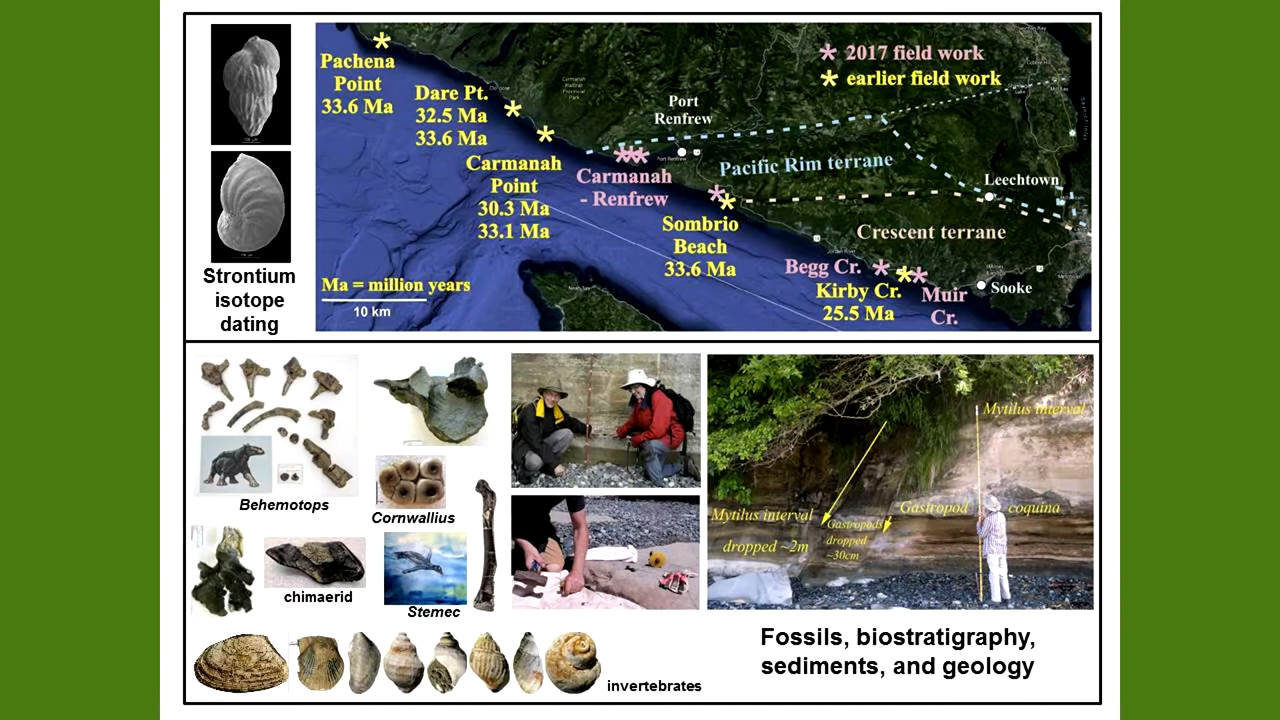 2017 field work
earlier field work
Pachena
Point
33.6 Ma
Dare Pt.
32.5 Ma
33.6 Ma
Carmanah
Point
30.3 Ma
33.1 Ma
Port
Renfrew
Port Renfrew
Carmanah
- Renfrew
Pacific Rim terrane
Leechtown
Sombrio
Beach
33.6 Ma
Crescent terrane
Begg Cr.
Kirby Cr.
25.5 Ma
Muir
Cr.
Sooke
Ma = million years
10 km
Strontium
isotope
dating
Behemotops
Cornwallius
chimaerid
Stemec
invertebrates
Mytilus interval
Gastropod coquina
Mytilus interval
dropped ~2m
Gastropods
dropped
~30cm
Fossils, biostratigraphy,
sediments, and geology